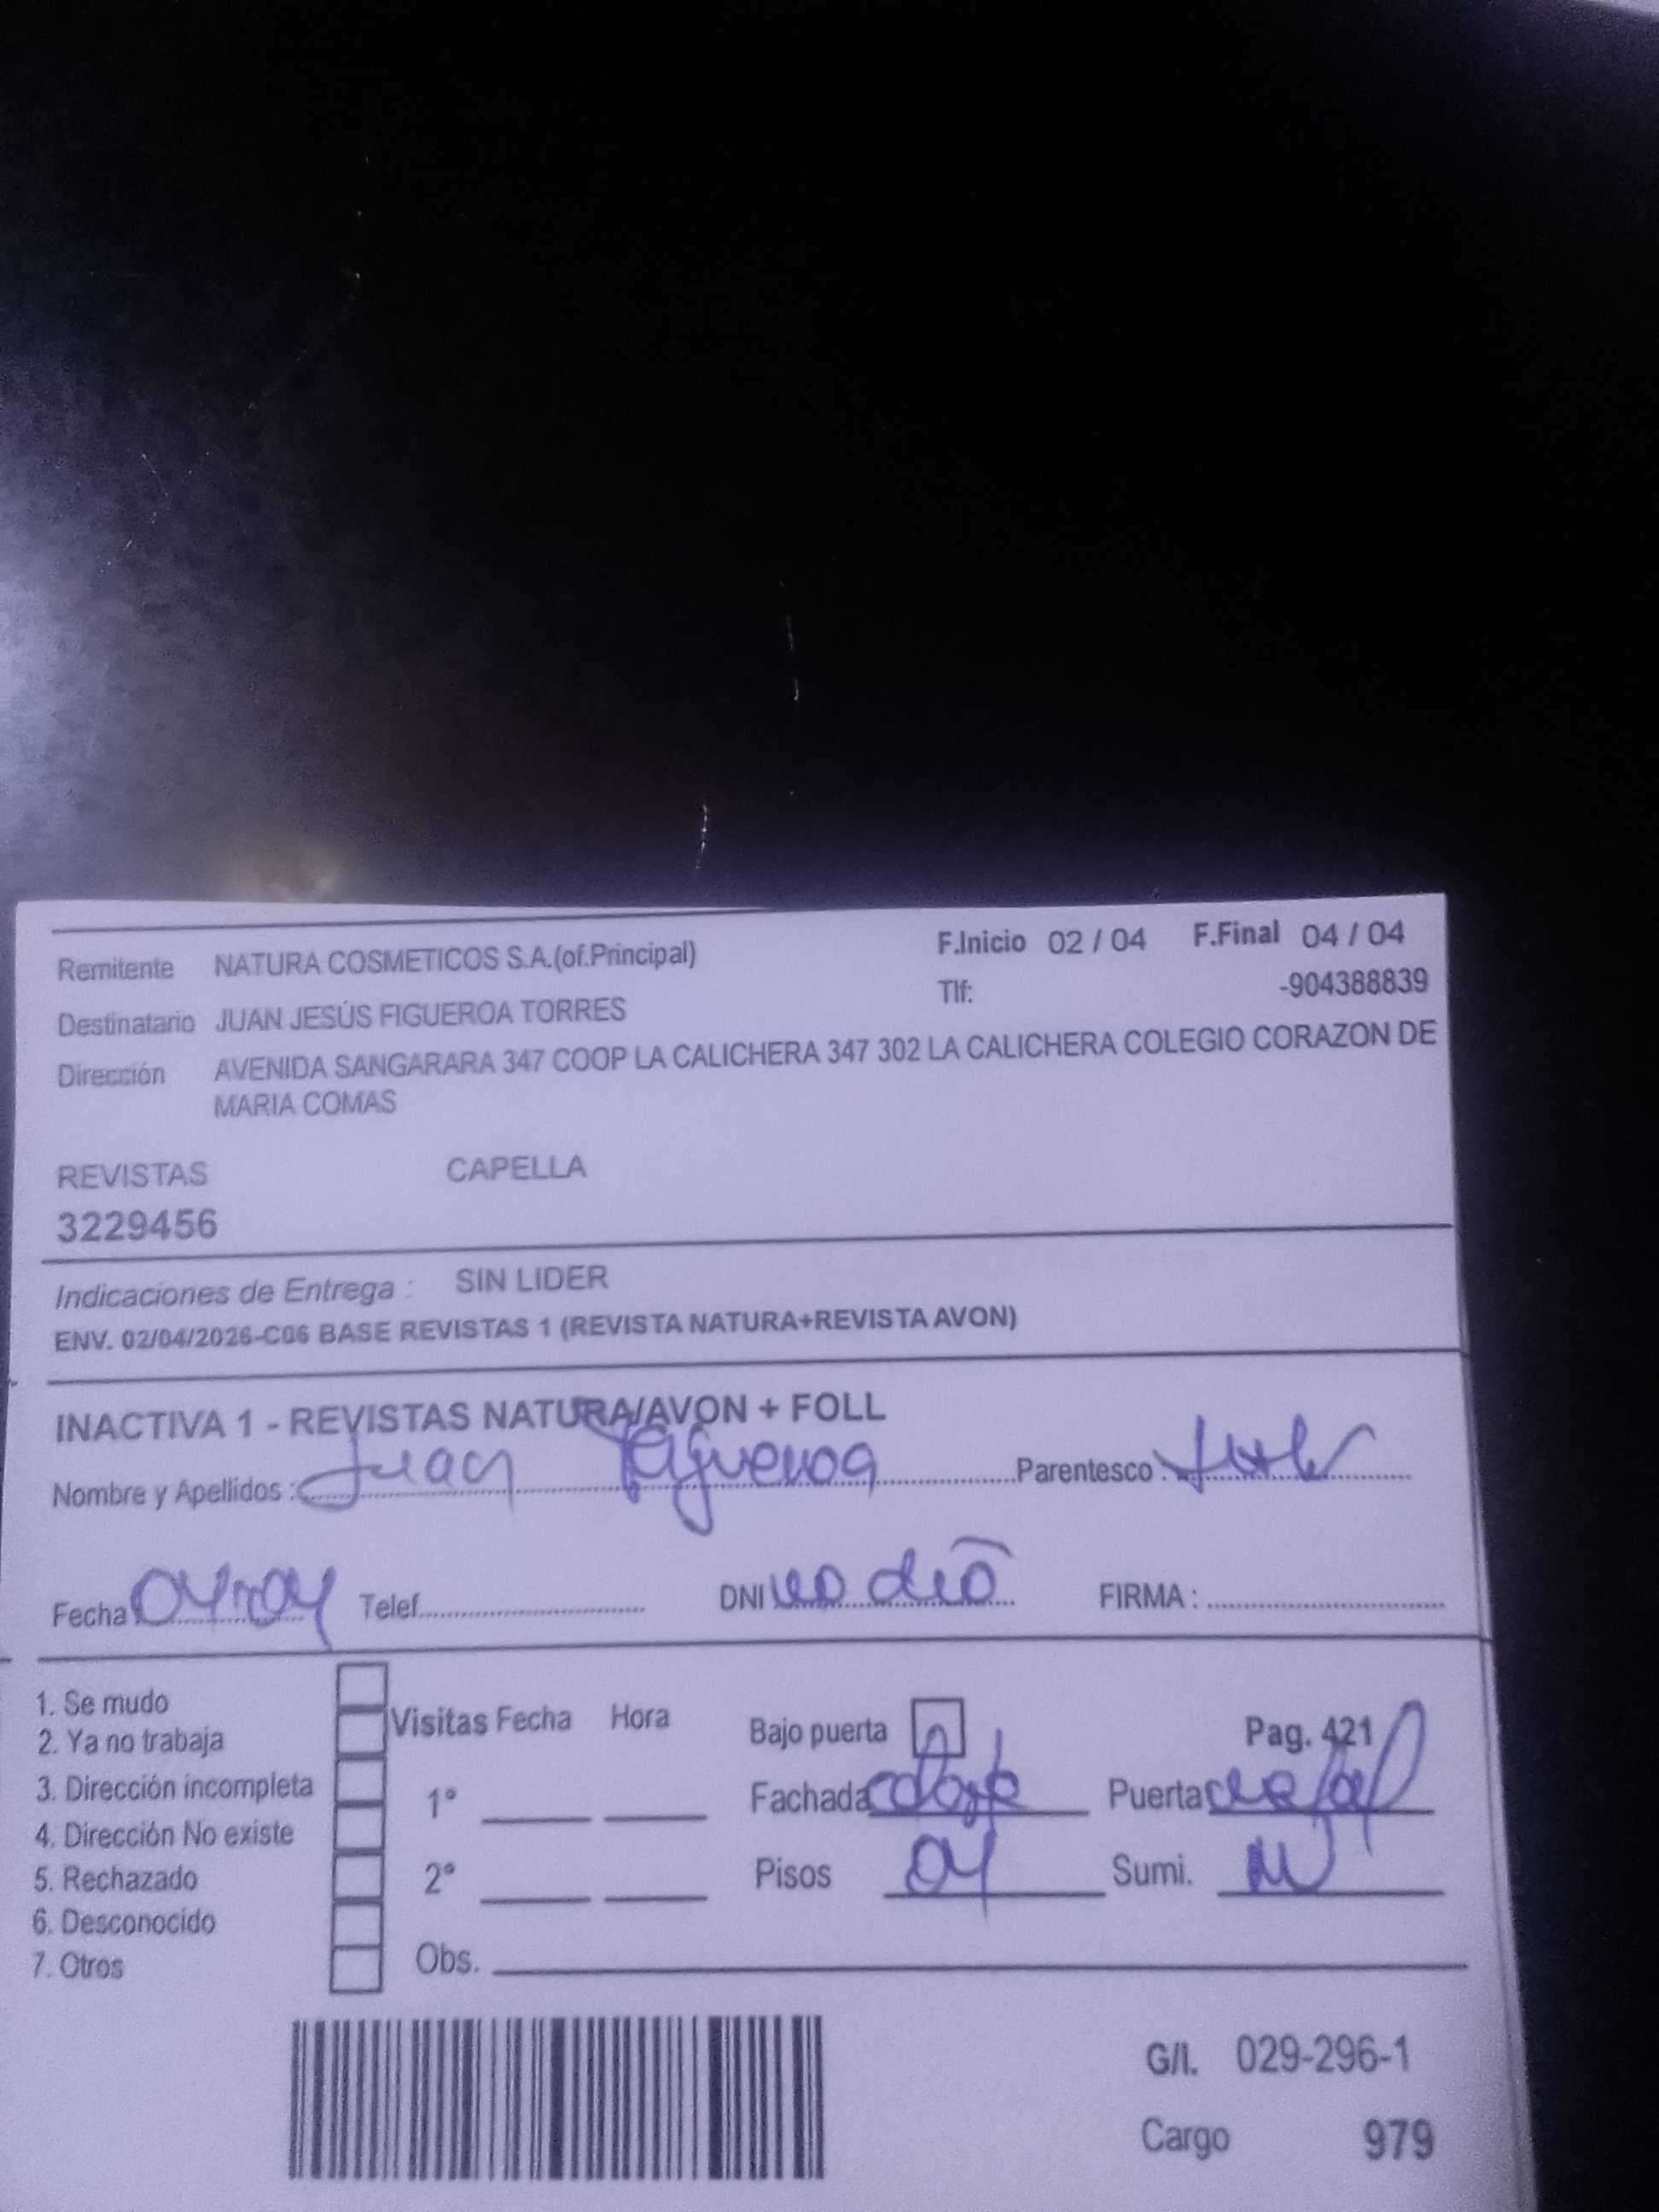 Remitente NATURA COSMETICOS S.A.(of.Principal) F.Inicio 02 / 04 F.Final 04 / 04
Destinatario JUAN JESÚS FIGUEROA TORRES Tlf: -904388839
Dirección AVENIDA SANGARARA 347 COOP LA CALICHERA 347 302 LA CALICHERA COLEGIO CORAZON DE
MARIA COMAS
REVISTAS CAPELLA
3229456
Indicaciones de Entrega : SIN LIDER
ENV. 02/04/2026-C06 BASE REVISTAS 1 (REVISTA NATURA+REVISTA AVON)
INACTIVA 1 - REVISTAS NATURA/AVON + FOLL
Nombre y Apellidos : Juan Figueroa Parentesco :
Fecha 04-04 Telef. DNI no dio FIRMA :
1. Se mudo
2. Ya no trabaja
3. Dirección incompleta
4. Dirección No existe
5. Rechazado
6. Desconocido
7. Otros
Visitas Fecha Hora
1°
2°
Obs.
Bajo puerta Pag. 421
Fachada Puerta
Pisos 04 Sumi.
G/I. 029-296-1
Cargo 979